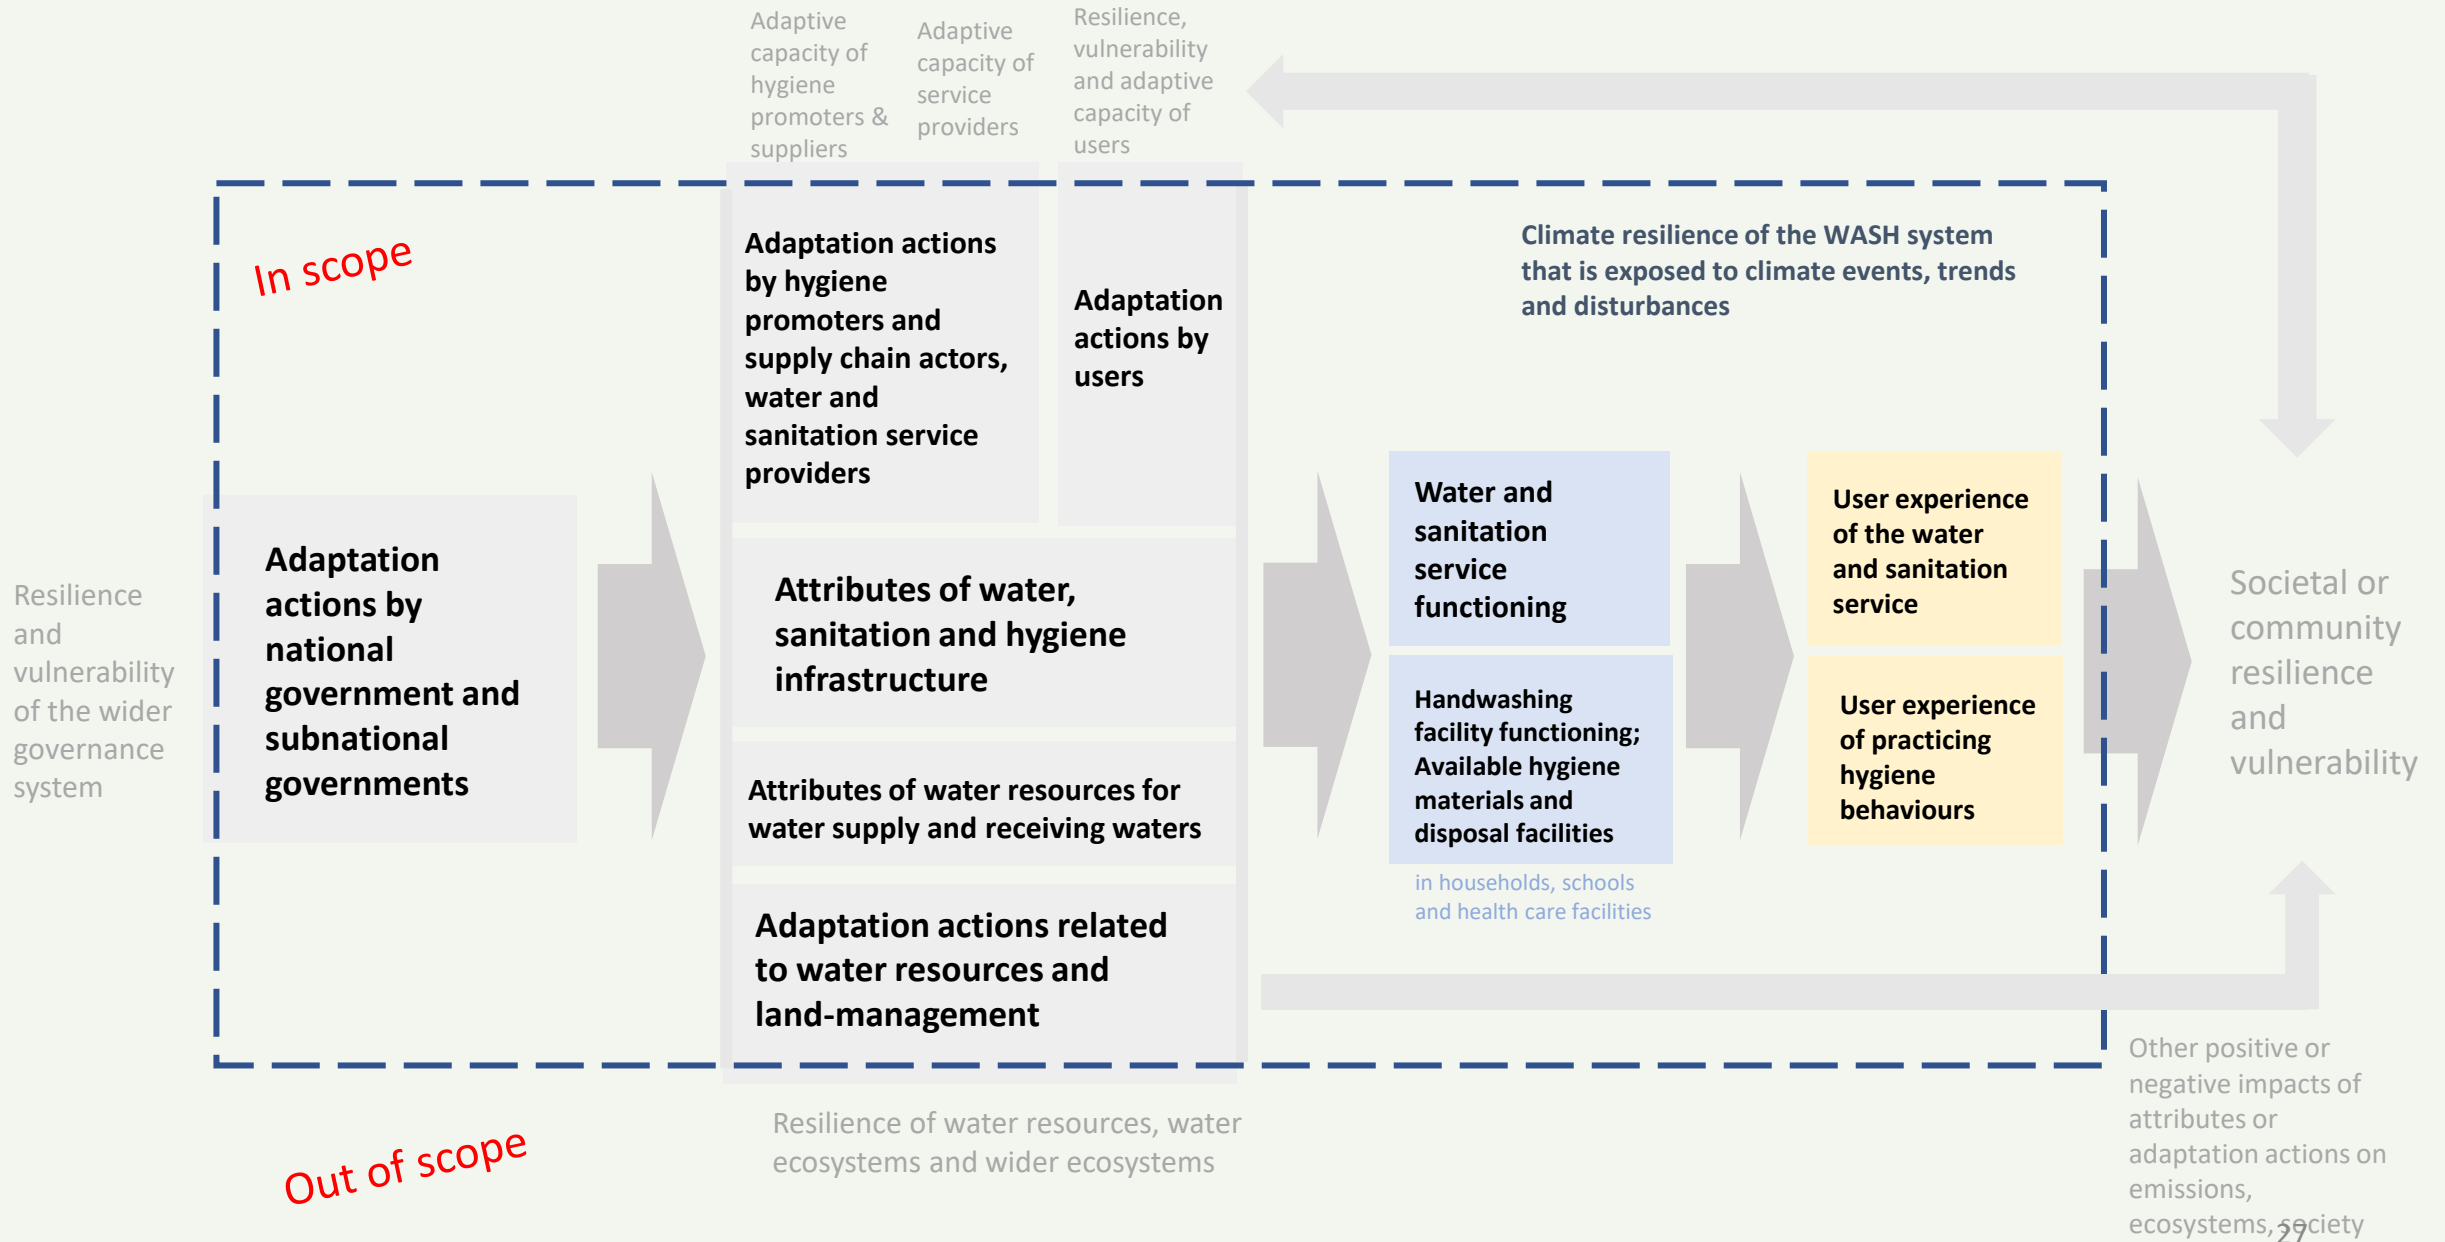 Adaptive
capacity of
hygiene
promoters &
suppliers
Adaptive
capacity of
service
providers
Resilience,
vulnerability
and adaptive
capacity of
users
In scope
Climate resilience of the WASH system
that is exposed to climate events, trends
and disturbances
Resilience
and
vulnerability
of the wider
governance
system
Adaptation
actions by
national
government and
subnational
governments
Adaptation actions
by hygiene
promoters and
supply chain actors,
water and
sanitation service
providers
Adaptation
actions by
users
Attributes of water,
sanitation and hygiene
infrastructure
Attributes of water resources for
water supply and receiving waters
Adaptation actions related
to water resources and
land-management
Water and
sanitation
service
functioning
Handwashing
facility functioning;
Available hygiene
materials and
disposal facilities
in households, schools
and health care facilities
User experience
of the water
and sanitation
service
User experience
of practicing
hygiene
behaviours
Societal or
community
resilience
and
vulnerability
Out of scope
Resilience of water resources, water
ecosystems and wider ecosystems
Other positive or
negative impacts of
attributes or
adaptation actions on
emissions,
ecosystems, society
27